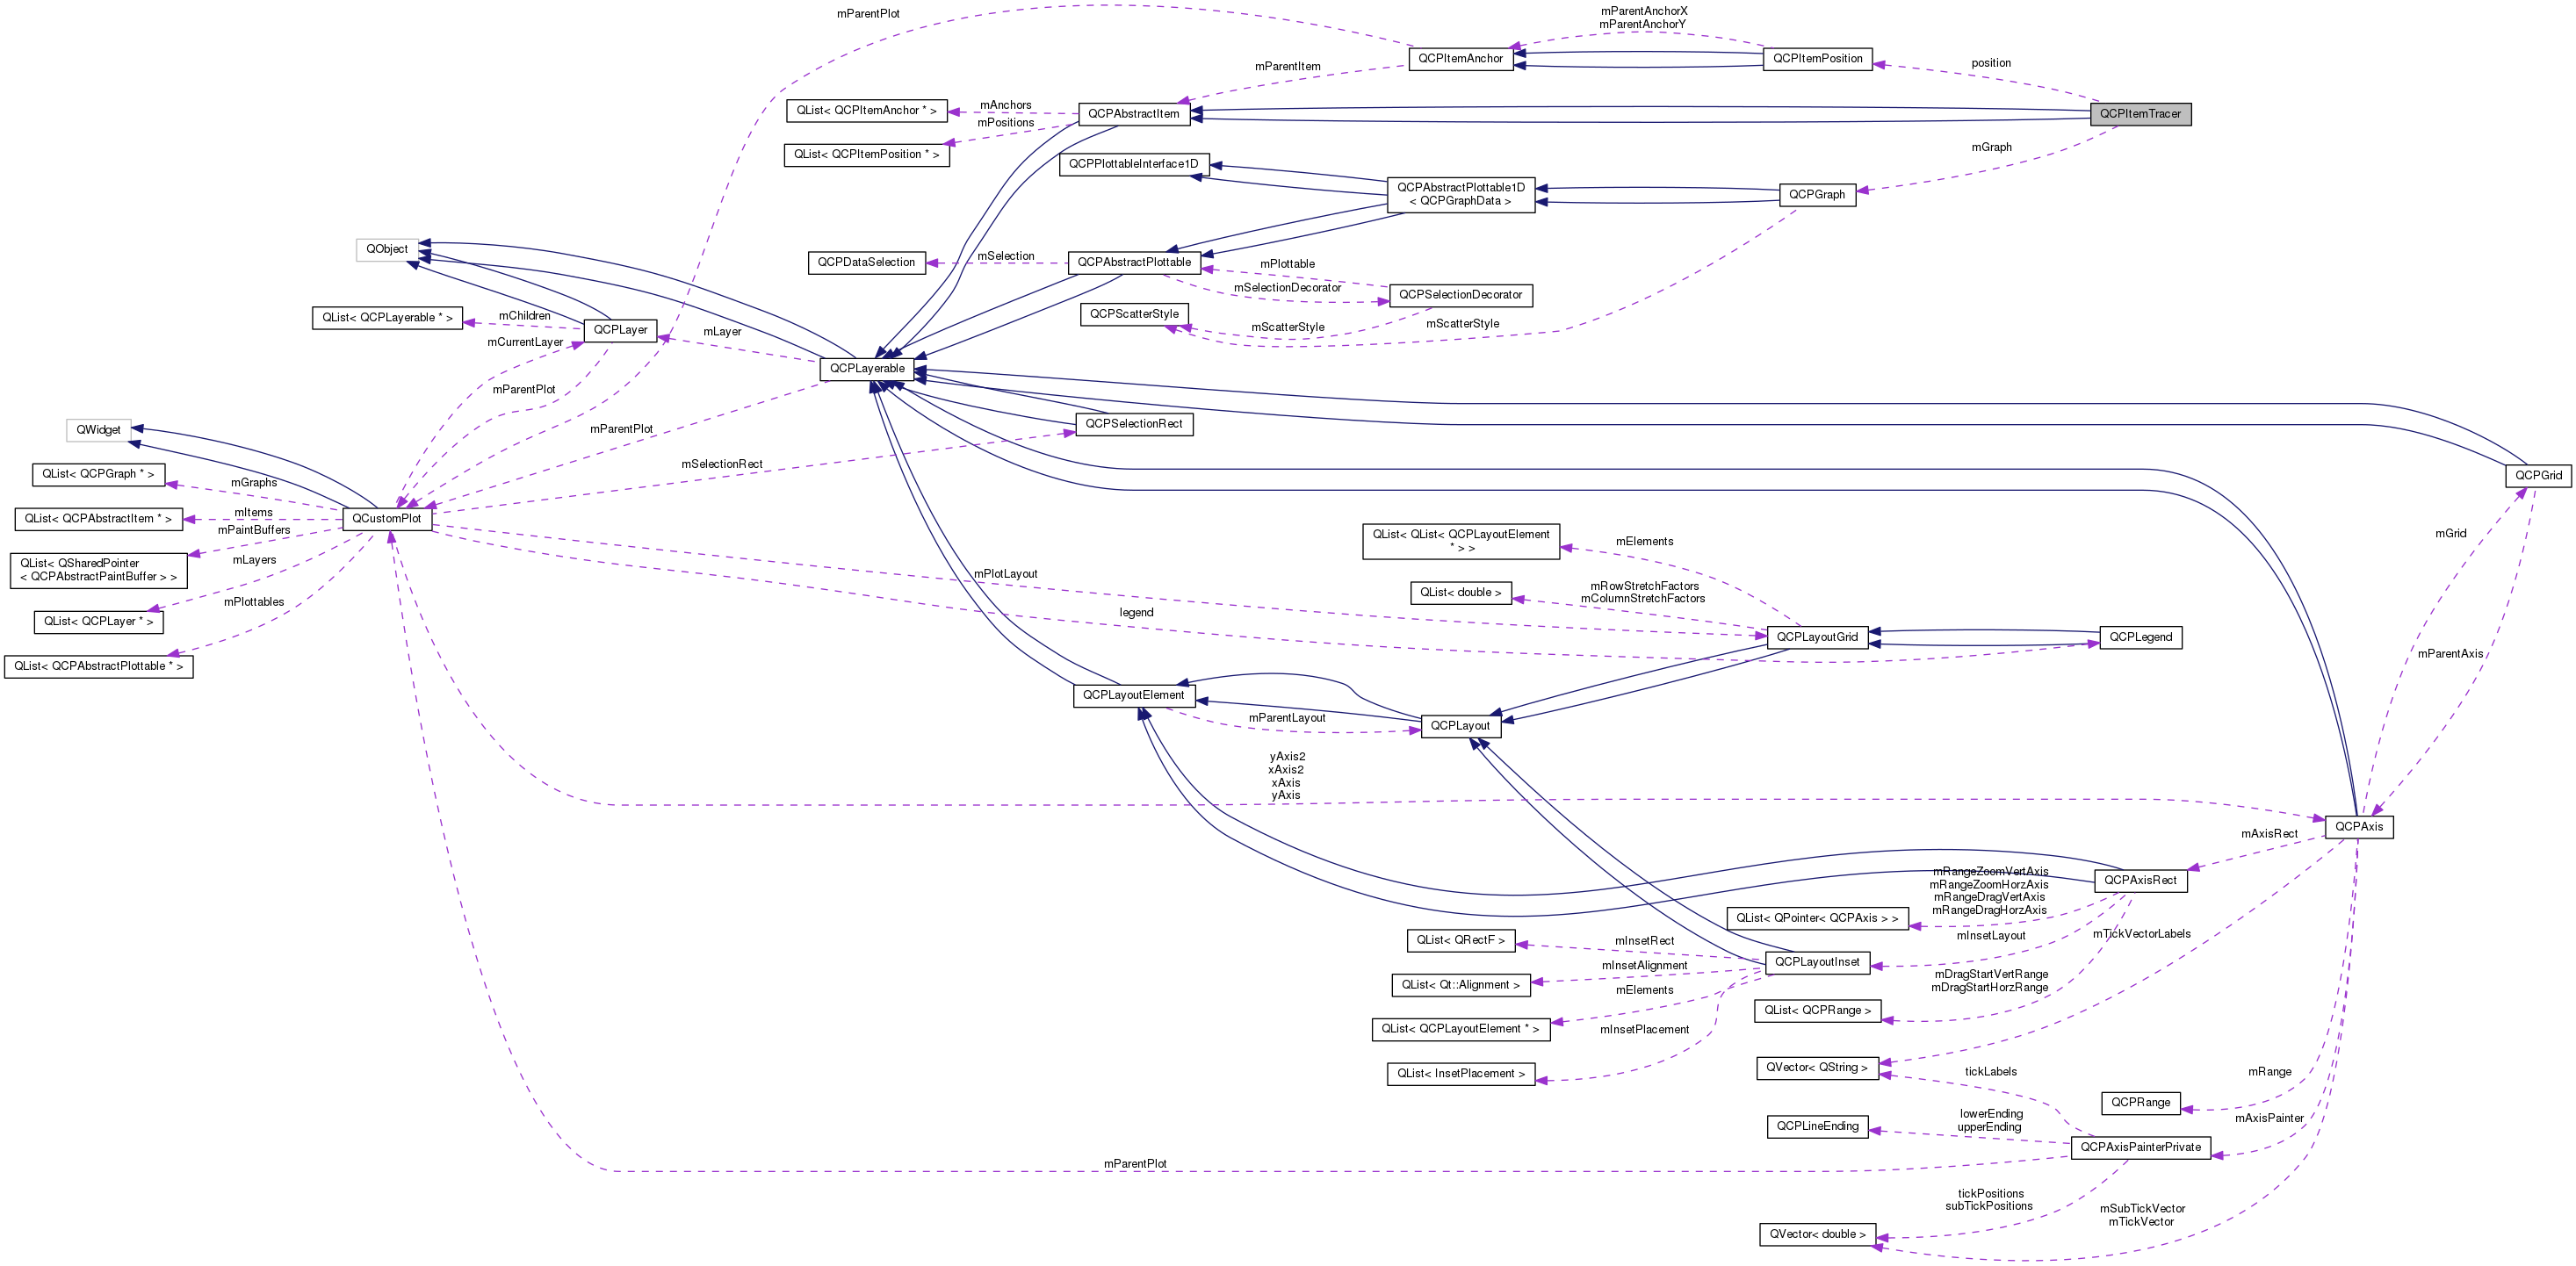 mParentPlot
mParentAnchorX
mParentAnchorY
QCPItemAnchor
QCPItemPosition
position
mParentItem
QList< QCPItemAnchor * >
mAnchors
QCPAbstractItem
QCPItemTracer
mPositions
QList< QCPItemPosition * >
QCPPlottableInterface1D
mGraph
QCPAbstractPlottable1D
< QCPGraphData >
QCPGraph
QObject
QCPDataSelection
mSelection
QCPAbstractPlottable
mPlottable
mSelectionDecorator
QCPSelectionDecorator
QList< QCPLayerable * >
mChildren
QCPLayer
QCPScatterStyle
mScatterStyle
mScatterStyle
mCurrentLayer
mLayer
QCPLayerable
mParentPlot
QWidget
mParentPlot
QCPSelectionRect
mSelectionRect
QList< QCPGraph * >
mGraphs
QCPGrid
QList< QCPAbstractItem * >
mItems
QCustomPlot
mPaintBuffers
QList< QSharedPointer
< QCPAbstractPaintBuffer > >
mLayers
QList< QCPLayer * >
mPlottables
QList< QCPAbstractPlottable * >
QList< QList< QCPLayoutElement
* > >
mElements
mGrid
mPlotLayout
QList< double >
mRowStretchFactors
mColumnStretchFactors
legend
QCPLayoutGrid
QCPLegend
mParentAxis
QCPLayoutElement
mParentLayout
QCPLayout
yAxis2
xAxis2
xAxis
yAxis
QCPAxis
mAxisRect
mRangeZoomVertAxis
mRangeZoomHorzAxis
mRangeDragVertAxis
mRangeDragHorzAxis
QCPAxisRect
QList< QPointer< QCPAxis > >
QList< QRectF >
mInsetRect
mInsetLayout
mTickVectorLabels
QCPLayoutInset
mInsetAlignment
QList< Qt::Alignment >
mElements
mDragStartVertRange
mDragStartHorzRange
QList< QCPRange >
QList< QCPLayoutElement * >
mInsetPlacement
QList< InsetPlacement >
QVector< QString >
tickLabels
mRange
QCPRange
QCPLineEnding
lowerEnding
upperEnding
mAxisPainter
QCPAxisPainterPrivate
mParentPlot
tickPositions
subTickPositions
mSubTickVector
mTickVector
QVector< double >